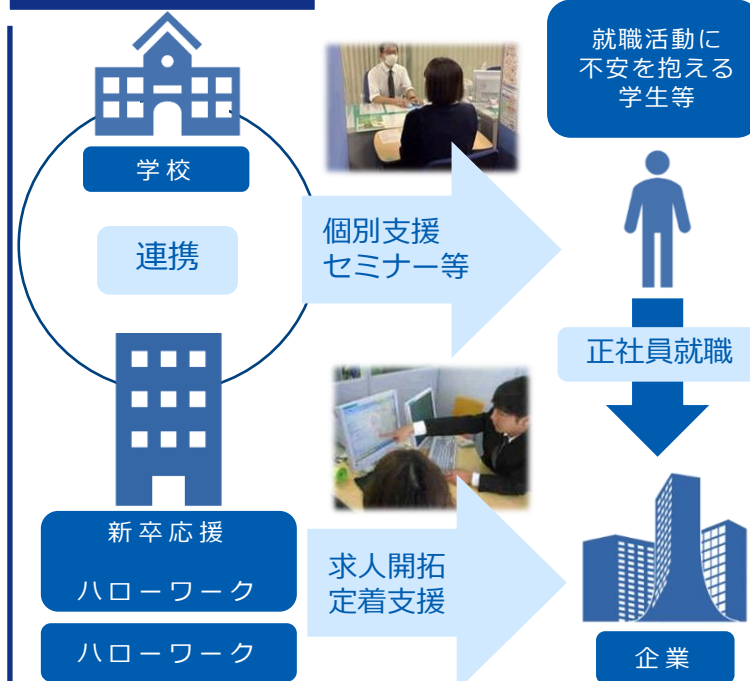 学校
連携
個別支援
セミナー等
就職活動に
不安を抱える
学生等
正社員就職
新卒応援
ハローワーク
ハローワーク
求人開拓
定着支援
企業